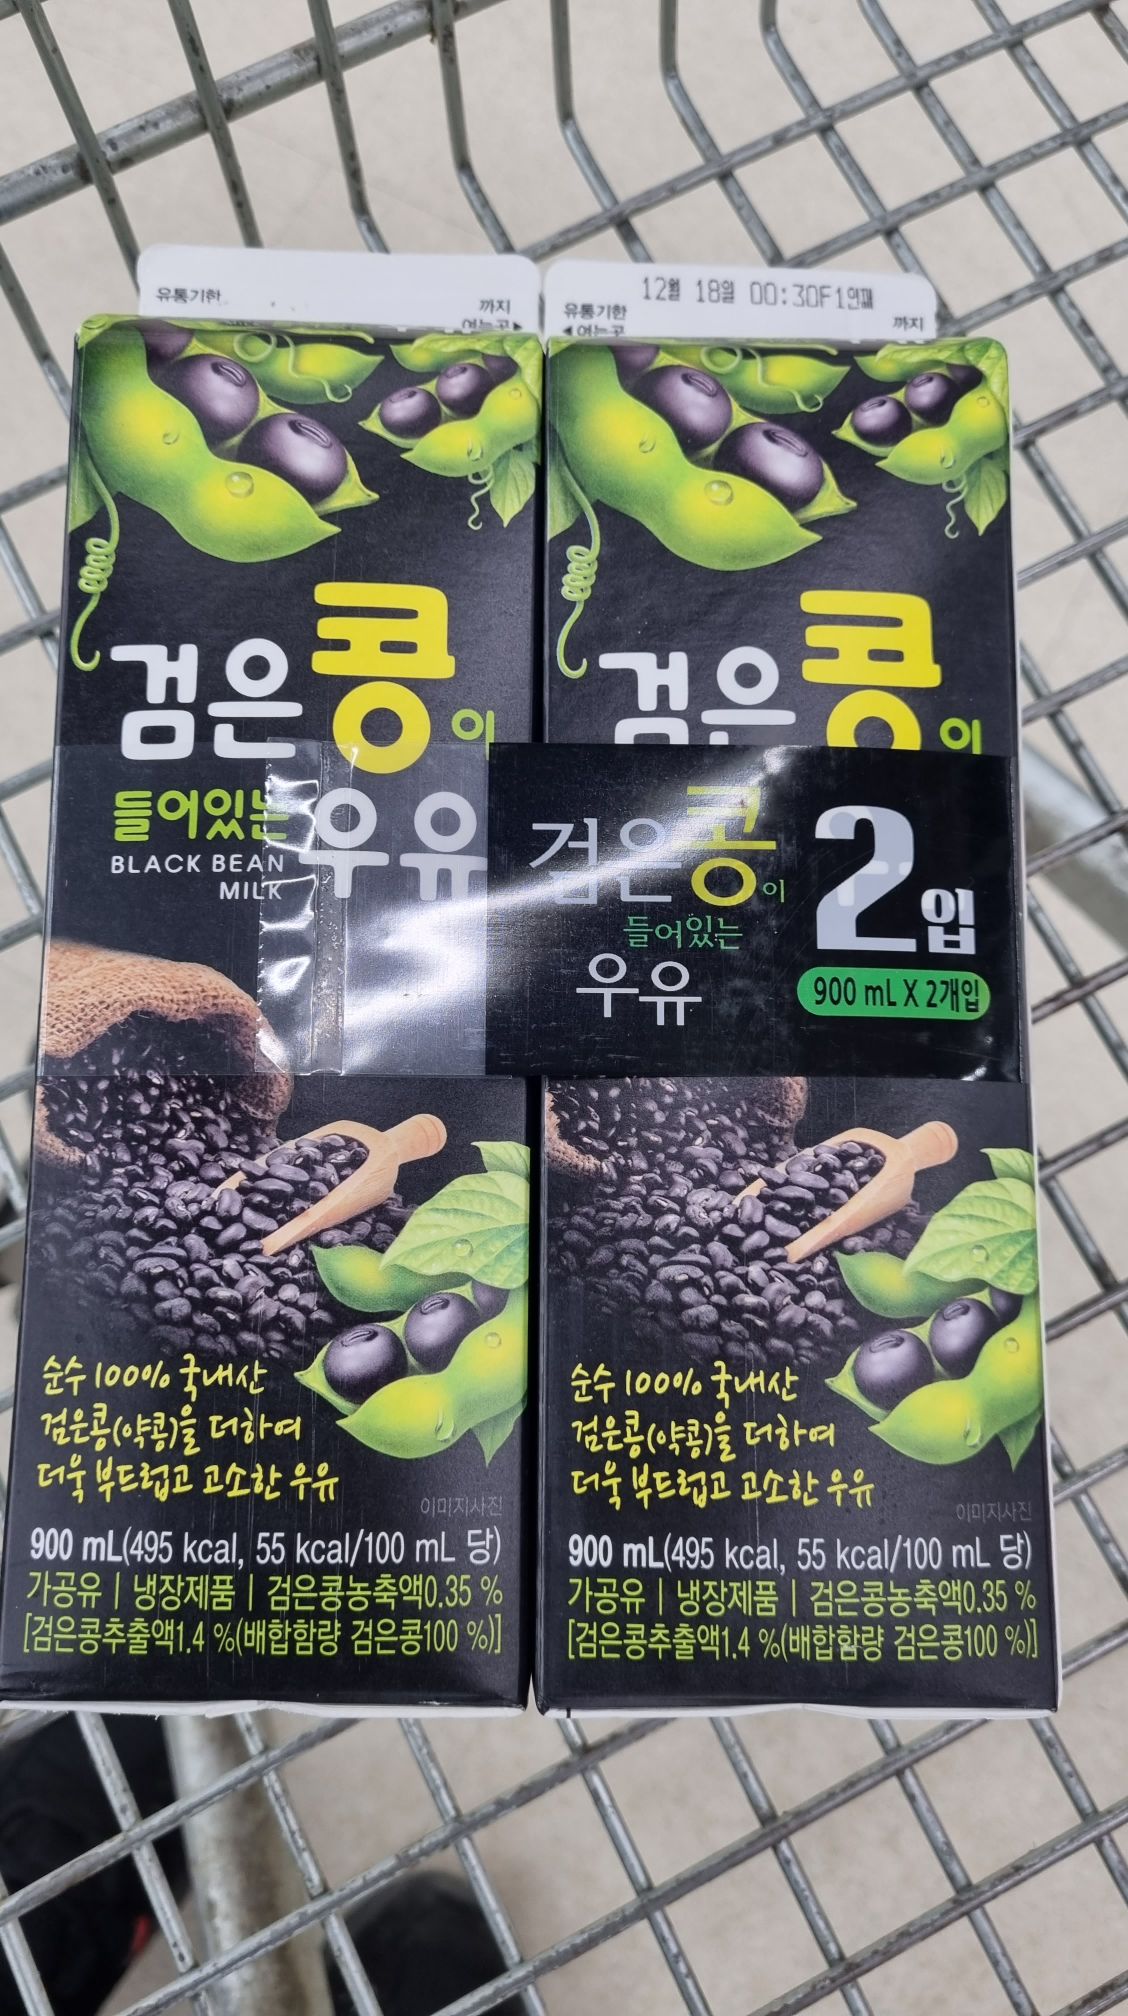 유통기한
까지
여는곳▶
12월 18일 00:30F1연째
유통기한
까지
◀여는곳
검은콩이
들어있는 우유
BLACK BEAN
MILK
검은콩이
검은콩이
들어있는
우유
2입
900 mL X 2개입
순수 100% 국내산
검은콩(약콩)을 더하여
더욱 부드럽고 고소한 우유
이미지사진
900 mL(495 kcal, 55 kcal/100 mL 당)
가공유 | 냉장제품 | 검은콩농축액0.35 %
[검은콩추출액1.4 %(배합함량 검은콩100 %)]
순수 100% 국내산
검은콩(약콩)을 더하여
더욱 부드럽고 고소한 우유
이미지사진
900 mL(495 kcal, 55 kcal/100 mL 당)
가공유 | 냉장제품 | 검은콩농축액0.35 %
[검은콩추출액1.4 %(배합함량 검은콩100 %)]